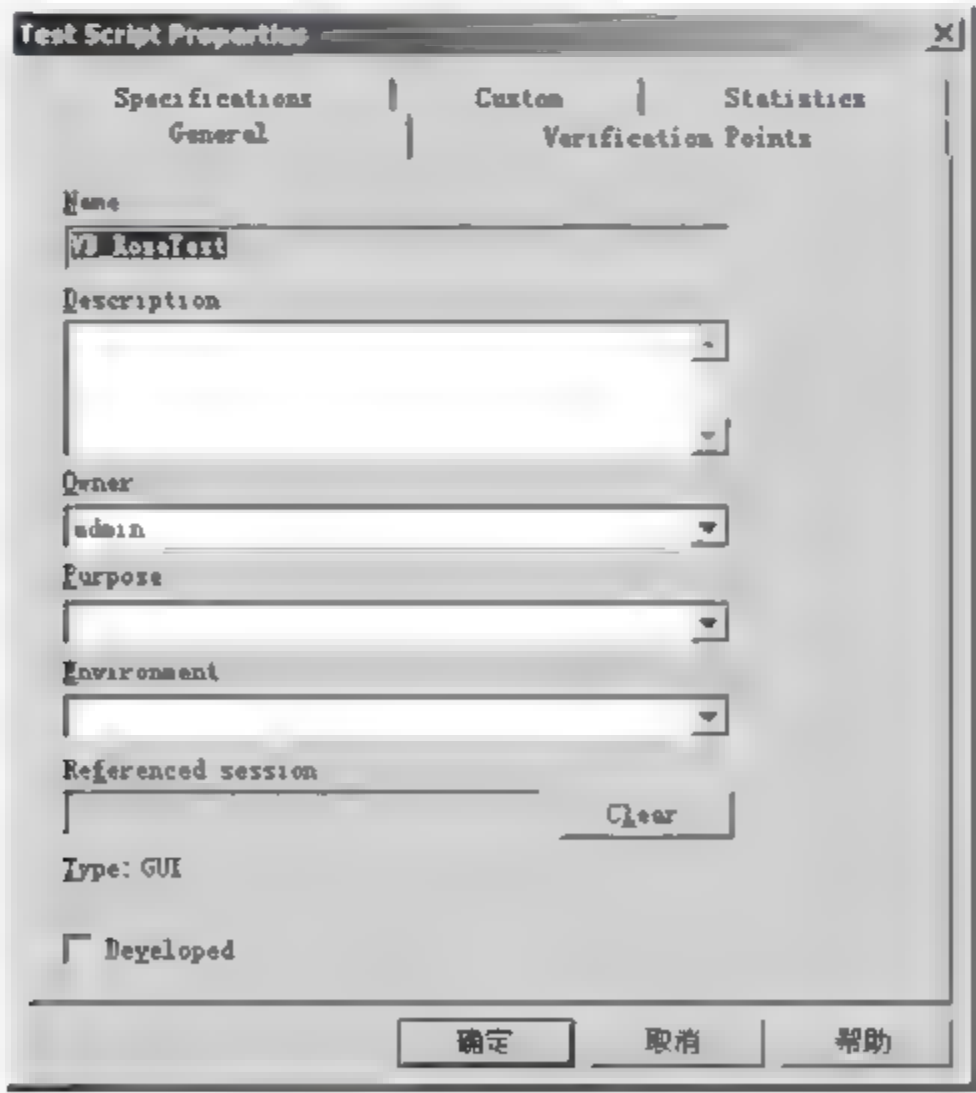 Test Script Properties
Specifications Custom Statistics
General Verification Points
Name
Description
Owner
admin
Purpose
Environment
Referenced session
Clear
Type: GUI
Developed
确定 取消 帮助